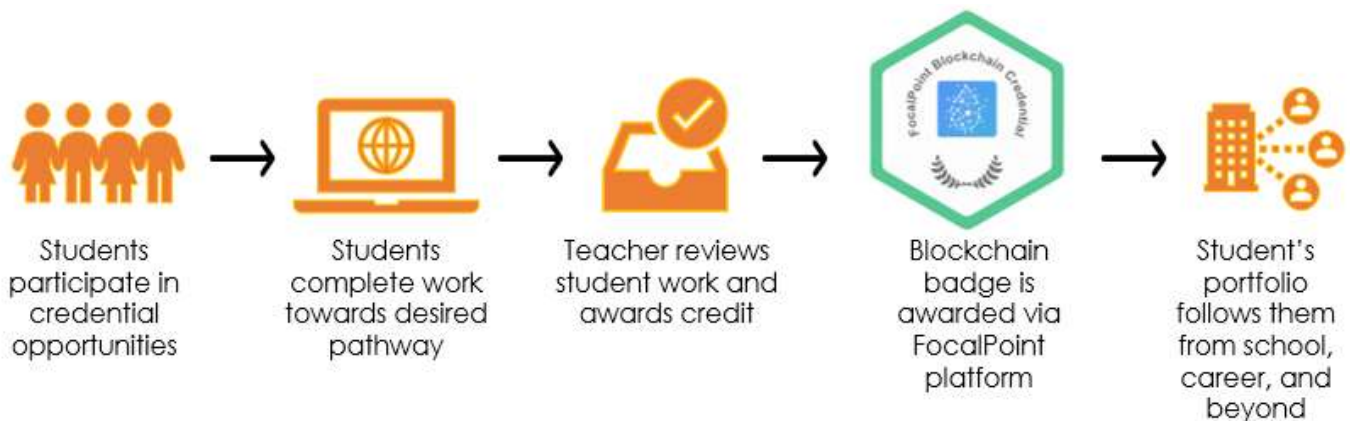 FocalPoint Blockchain Credential
Students
participate in
credential
opportunities
Students
complete work
towards desired
pathway
Teacher reviews
student work and
awards credit
Blockchain
badge is
awarded via
FocalPoint
platform
Student's
portfolio
follows them
from school,
career, and
beyond